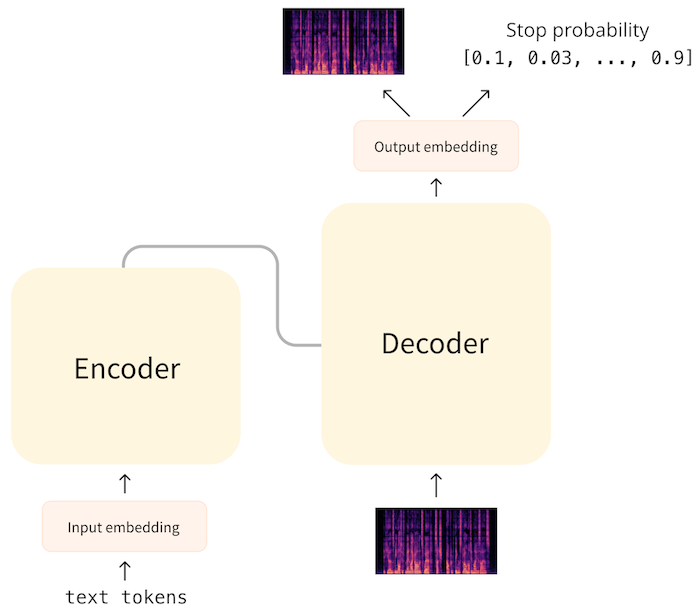 Stop probability
[0.1, 0.03, ..., 0.9]
Output embedding
Encoder
Decoder
Input embedding
text tokens